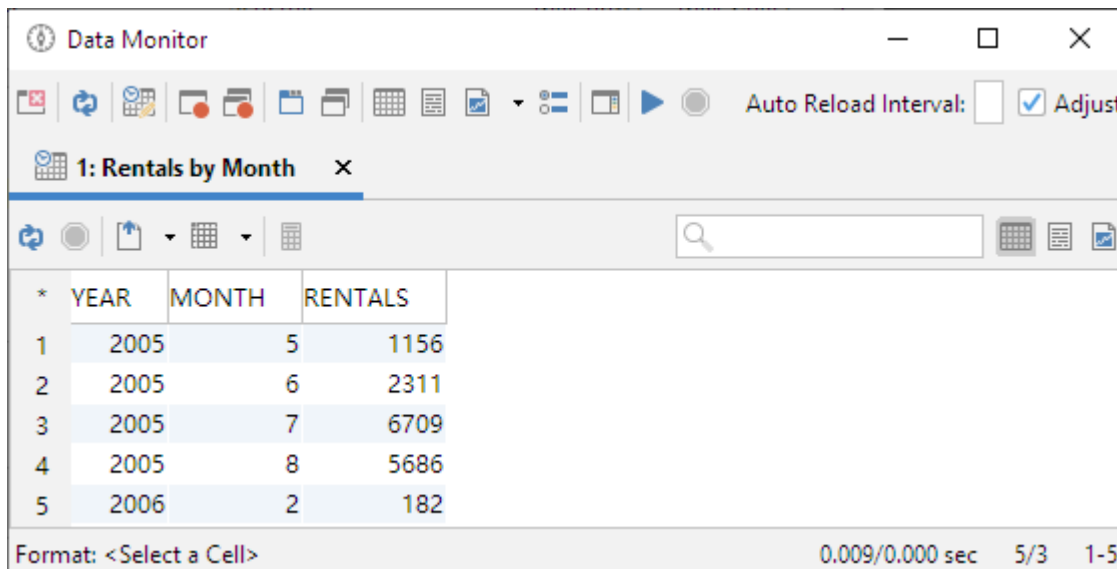 Data Monitor
Auto Reload Interval: Adjust
1: Rentals by Month
* YEAR MONTH RENTALS
1 2005 5 1156
2 2005 6 2311
3 2005 7 6709
4 2005 8 5686
5 2006 2 182
Format: <Select a Cell> 0.009/0.000 sec 5/3 1-5